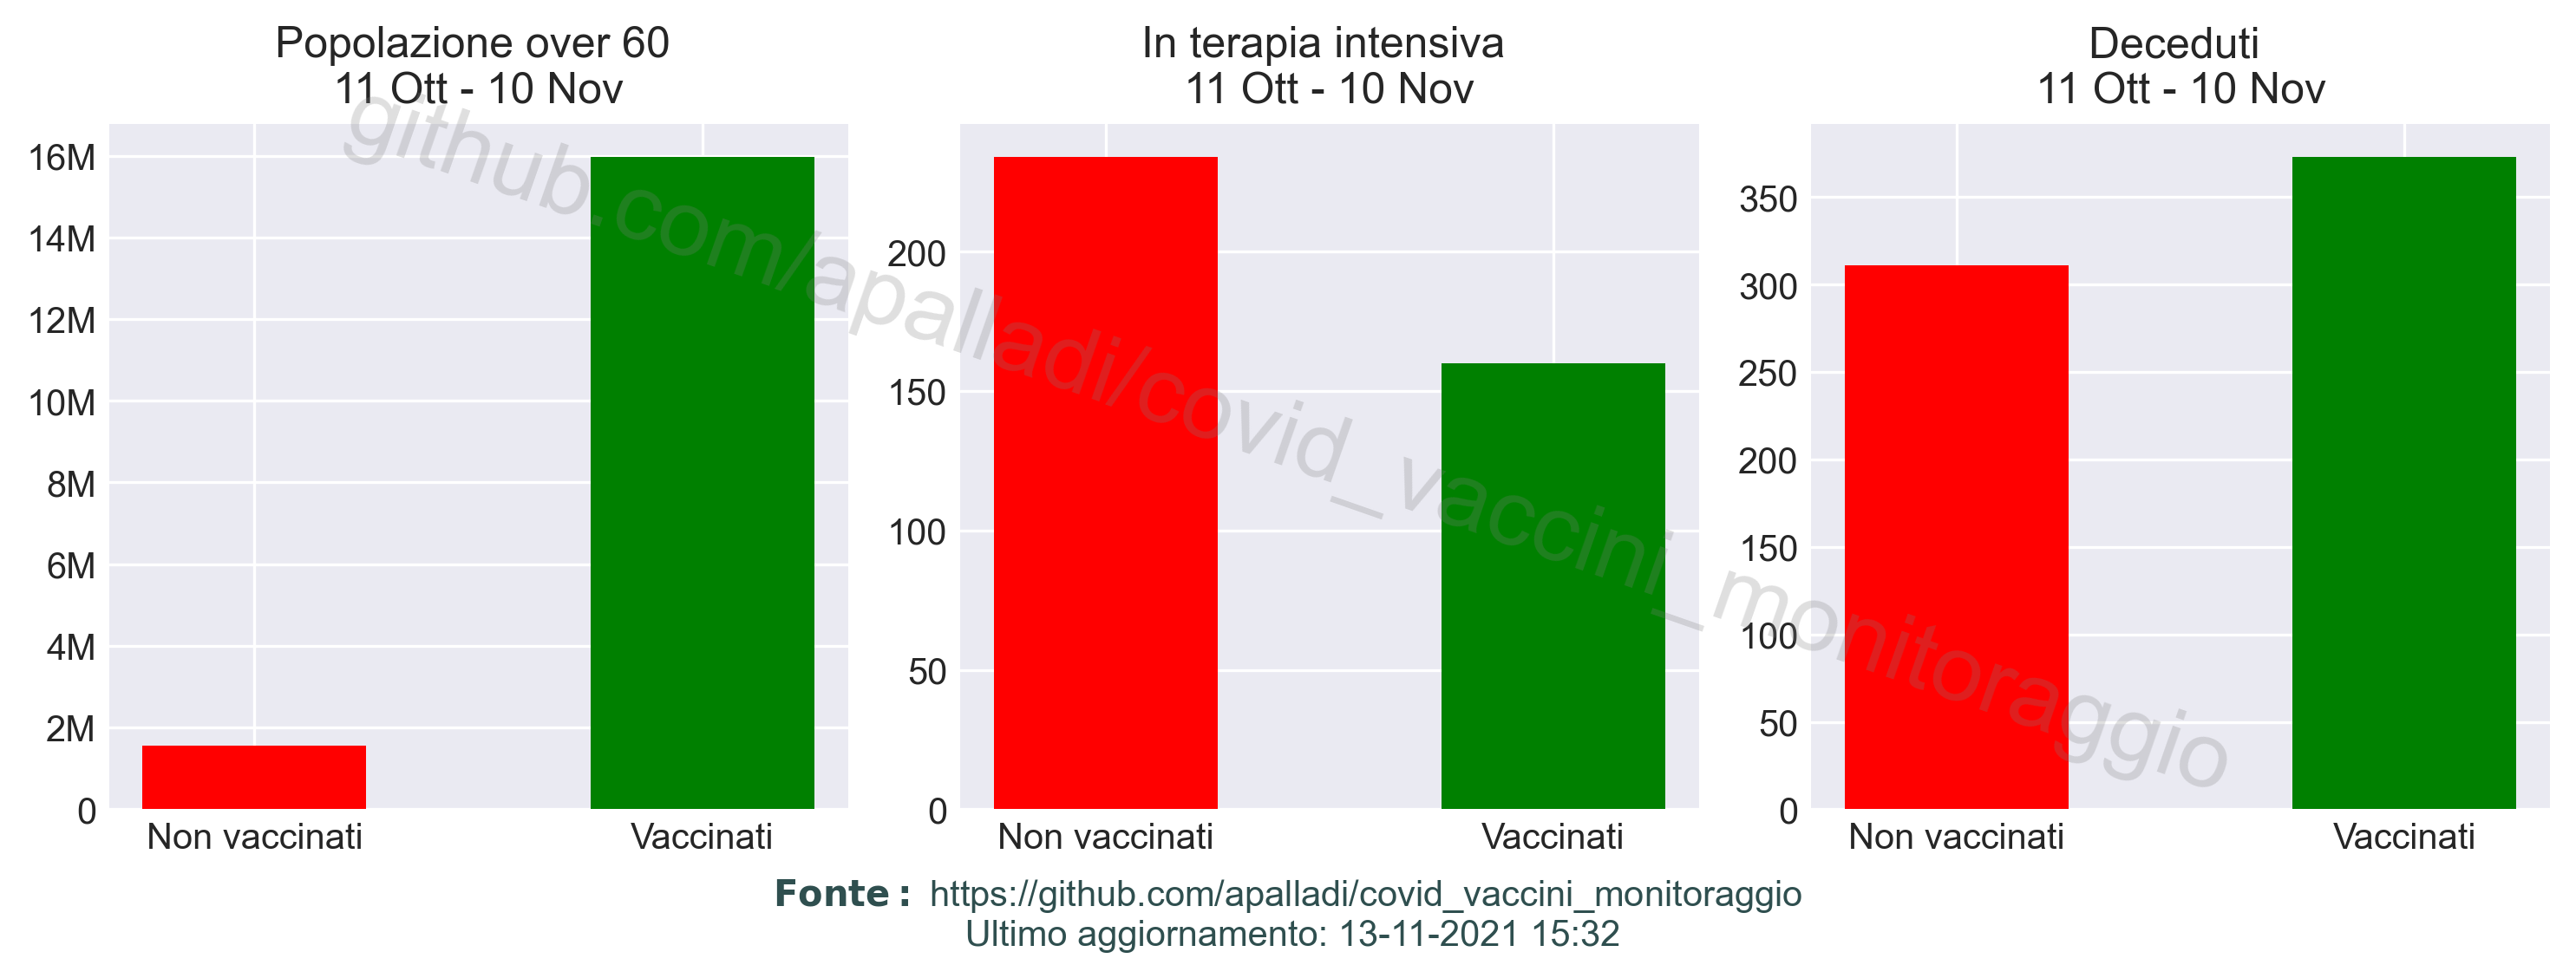 Popolazione over 60
11 Ott - 10 Nov
16M
14M
12M
10M
8M
6M
4M
2M
0
Non vaccinati
Vaccinati
In terapia intensiva
11 Ott - 10 Nov
200
150
100
50
0
Non vaccinati
Vaccinati
Deceduti
11 Ott - 10 Nov
350
300
250
200
150
100
50
0
Non vaccinati
Vaccinati
github.com/apalladi/covid_vaccini_monitoraggio
Fonte: https://github.com/apalladi/covid_vaccini_monitoraggio
Ultimo aggiornamento: 13-11-2021 15:32